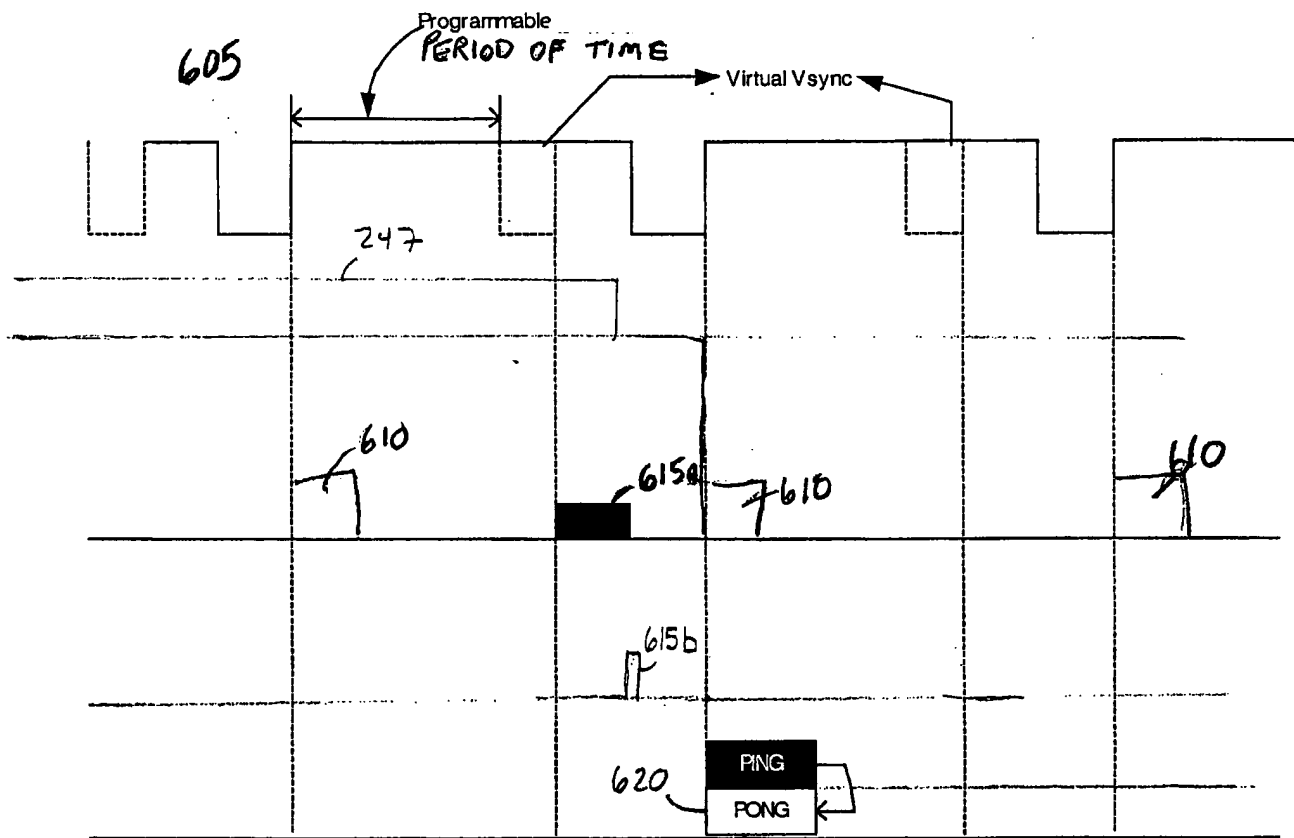 Programmable
PERIOD OF TIME
605
Virtual Vsync
247
610
615a
610
610
615b
PING
620
PONG